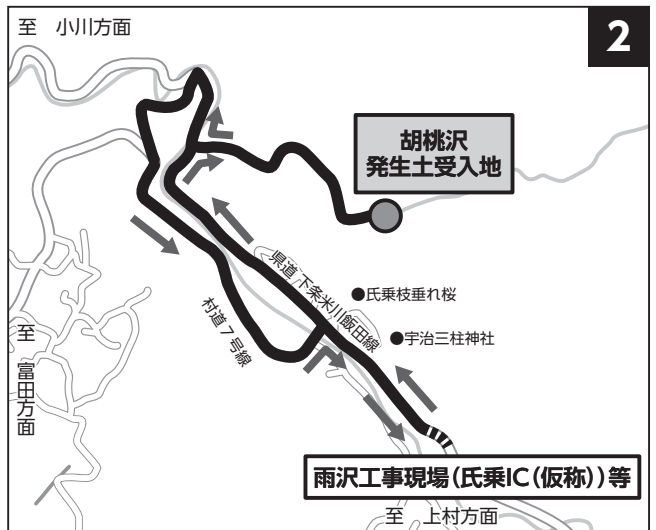 至 小川方面
2
胡桃沢
発生土受入地
県道 下条米川飯田線
●氏乗枝垂れ桜
●宇治三柱神社
村道7号線
至 富田方面
雨沢工事現場(氏乗IC(仮称))等
至 上村方面